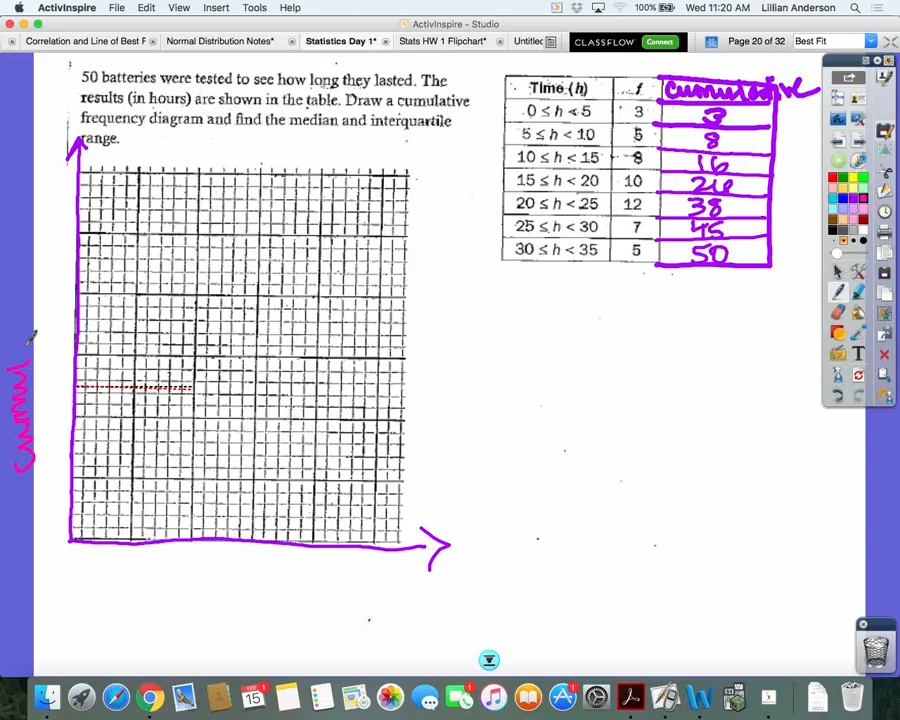 ActivInspire File Edit View Insert Tools Help 100% Wed 11:20 AM Lillian Anderson
ActivInspire - Studio
Correlation and Line of Best F Normal Distribution Notes* Statistics Day 1* Stats HW 1 Flipchart* Untitled CLASSFLOW Connect Page 20 of 32 Best Fit
50 batteries were tested to see how long they lasted. The
results (in hours) are shown in the table. Draw a cumulative
frequency diagram and find the median and interquartile
range.
Time (h) f cumulative
0 ≤ h < 5 3 3
5 ≤ h < 10 5 8
10 ≤ h < 15 8 16
15 ≤ h < 20 10 26
20 ≤ h < 25 12 38
25 ≤ h < 30 7 45
30 ≤ h < 35 5 50
cumul
FEB
15